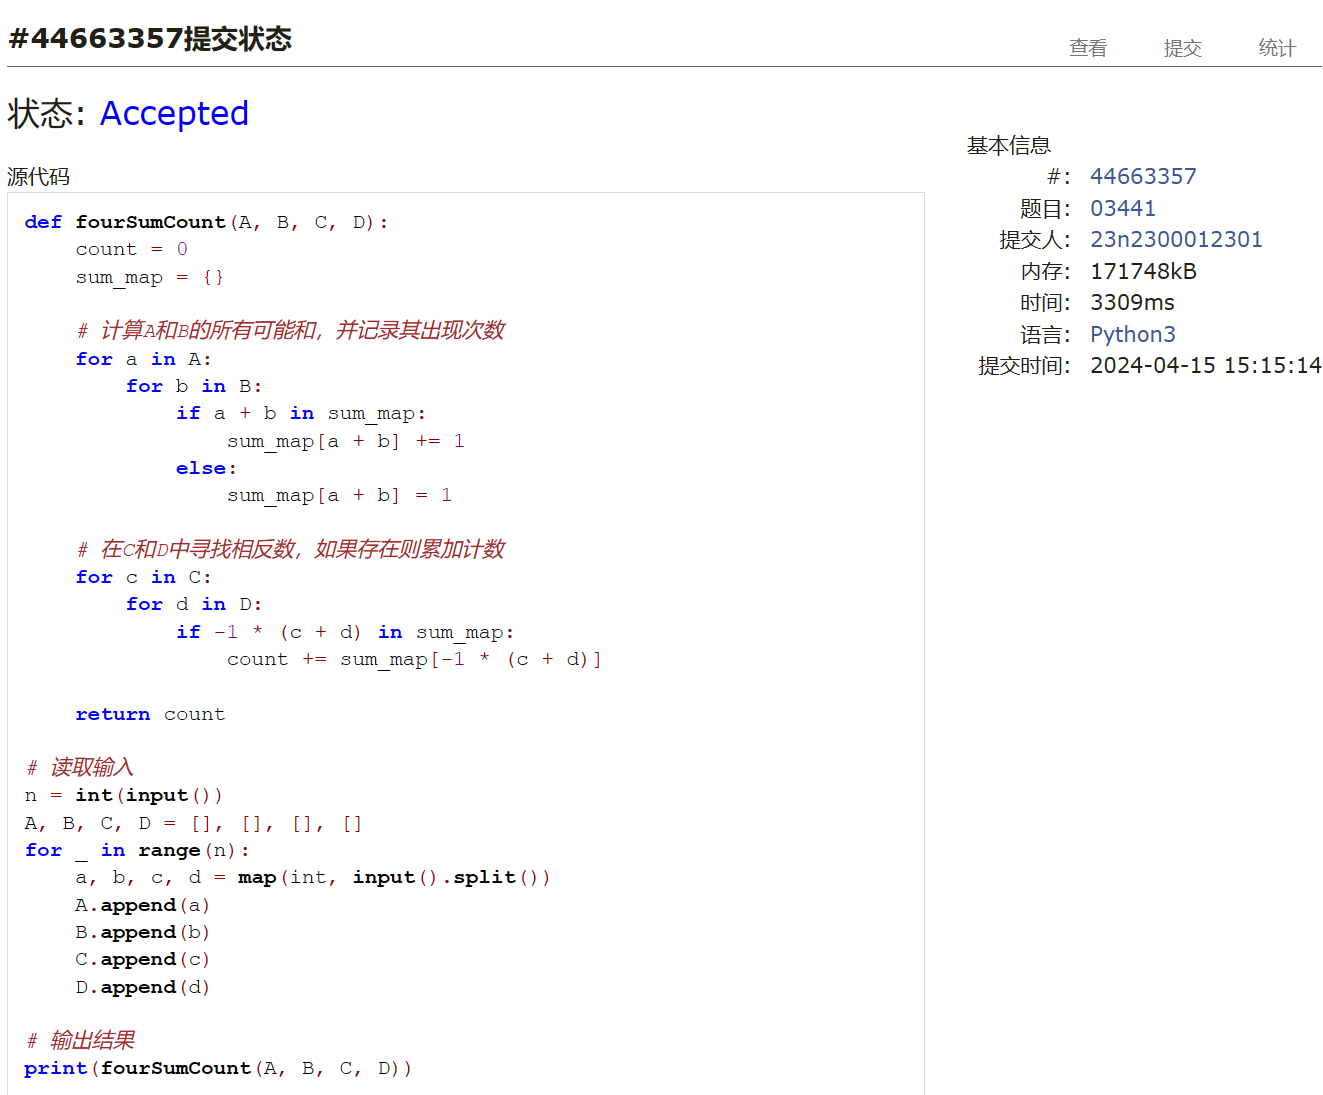 #44663357提交状态
查看 提交 统计
状态: Accepted
源代码
def fourSumCount(A, B, C, D):
    count = 0
    sum_map = {}

    # 计算A和B的所有可能和，并记录其出现次数
    for a in A:
        for b in B:
            if a + b in sum_map:
                sum_map[a + b] += 1
            else:
                sum_map[a + b] = 1

    # 在C和D中寻找相反数，如果存在则累加计数
    for c in C:
        for d in D:
            if -1 * (c + d) in sum_map:
                count += sum_map[-1 * (c + d)]

    return count

# 读取输入
n = int(input())
A, B, C, D = [], [], [], []
for _ in range(n):
    a, b, c, d = map(int, input().split())
    A.append(a)
    B.append(b)
    C.append(c)
    D.append(d)

# 输出结果
print(fourSumCount(A, B, C, D))
基本信息
#: 44663357
题目: 03441
提交人: 23n2300012301
内存: 171748kB
时间: 3309ms
语言: Python3
提交时间: 2024-04-15 15:15:14